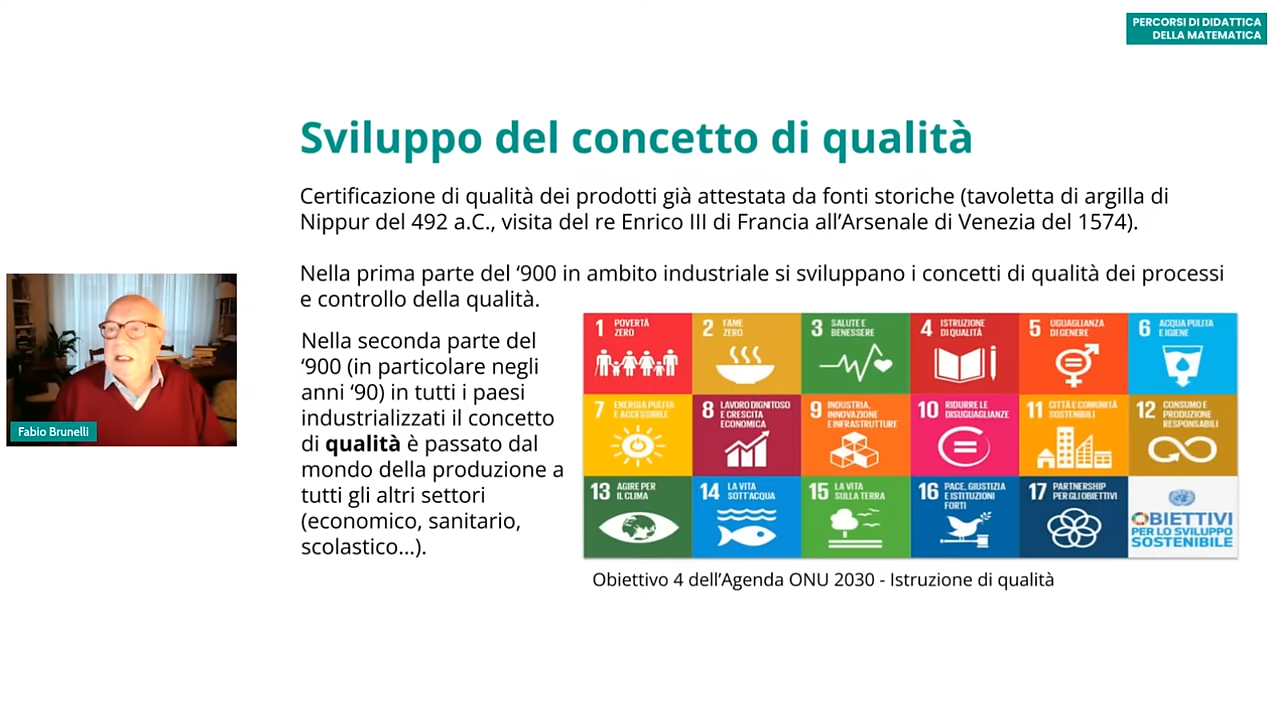 PERCORSI DI DIDATTICA
DELLA MATEMATICA
Sviluppo del concetto di qualità
Certificazione di qualità dei prodotti già attestata da fonti storiche (tavoletta di argilla di
Nippur del 492 a.C., visita del re Enrico III di Francia all’Arsenale di Venezia del 1574).
Nella prima parte del ‘900 in ambito industriale si sviluppano i concetti di qualità dei processi
e controllo della qualità.
Nella seconda parte del
‘900 (in particolare negli
anni ‘90) in tutti i paesi
industrializzati il concetto
di qualità è passato dal
mondo della produzione a
tutti gli altri settori
(economico, sanitario,
scolastico...).
1 POVERTÀ
ZERO
2 FAME
ZERO
3 SALUTE E
BENESSERE
4 ISTRUZIONE
DI QUALITÀ
5 UGUAGLIANZA
DI GENERE
6 ACQUA PULITA
E IGIENE
7 ENERGIA PULITA
E ACCESSIBILE
8 LAVORO DIGNITOSO
E CRESCITA
ECONOMICA
9 INDUSTRIA,
INNOVAZIONE
E INFRASTRUTTURE
10 RIDURRE LE
DISUGUAGLIANZE
11 CITTÀ E COMUNITÀ
SOSTENIBILI
12 CONSUMO E
PRODUZIONE
RESPONSABILI
13 AGIRE PER
IL CLIMA
14 LA VITA
SOTT'ACQUA
15 LA VITA
SULLA TERRA
16 PACE, GIUSTIZIA
E ISTITUZIONI
FORTI
17 PARTNERSHIP
PER GLI OBIETTIVI
OBIETTIVI
PER LO SVILUPPO
SOSTENIBILE
Obiettivo 4 dell’Agenda ONU 2030 - Istruzione di qualità
Fabio Brunelli